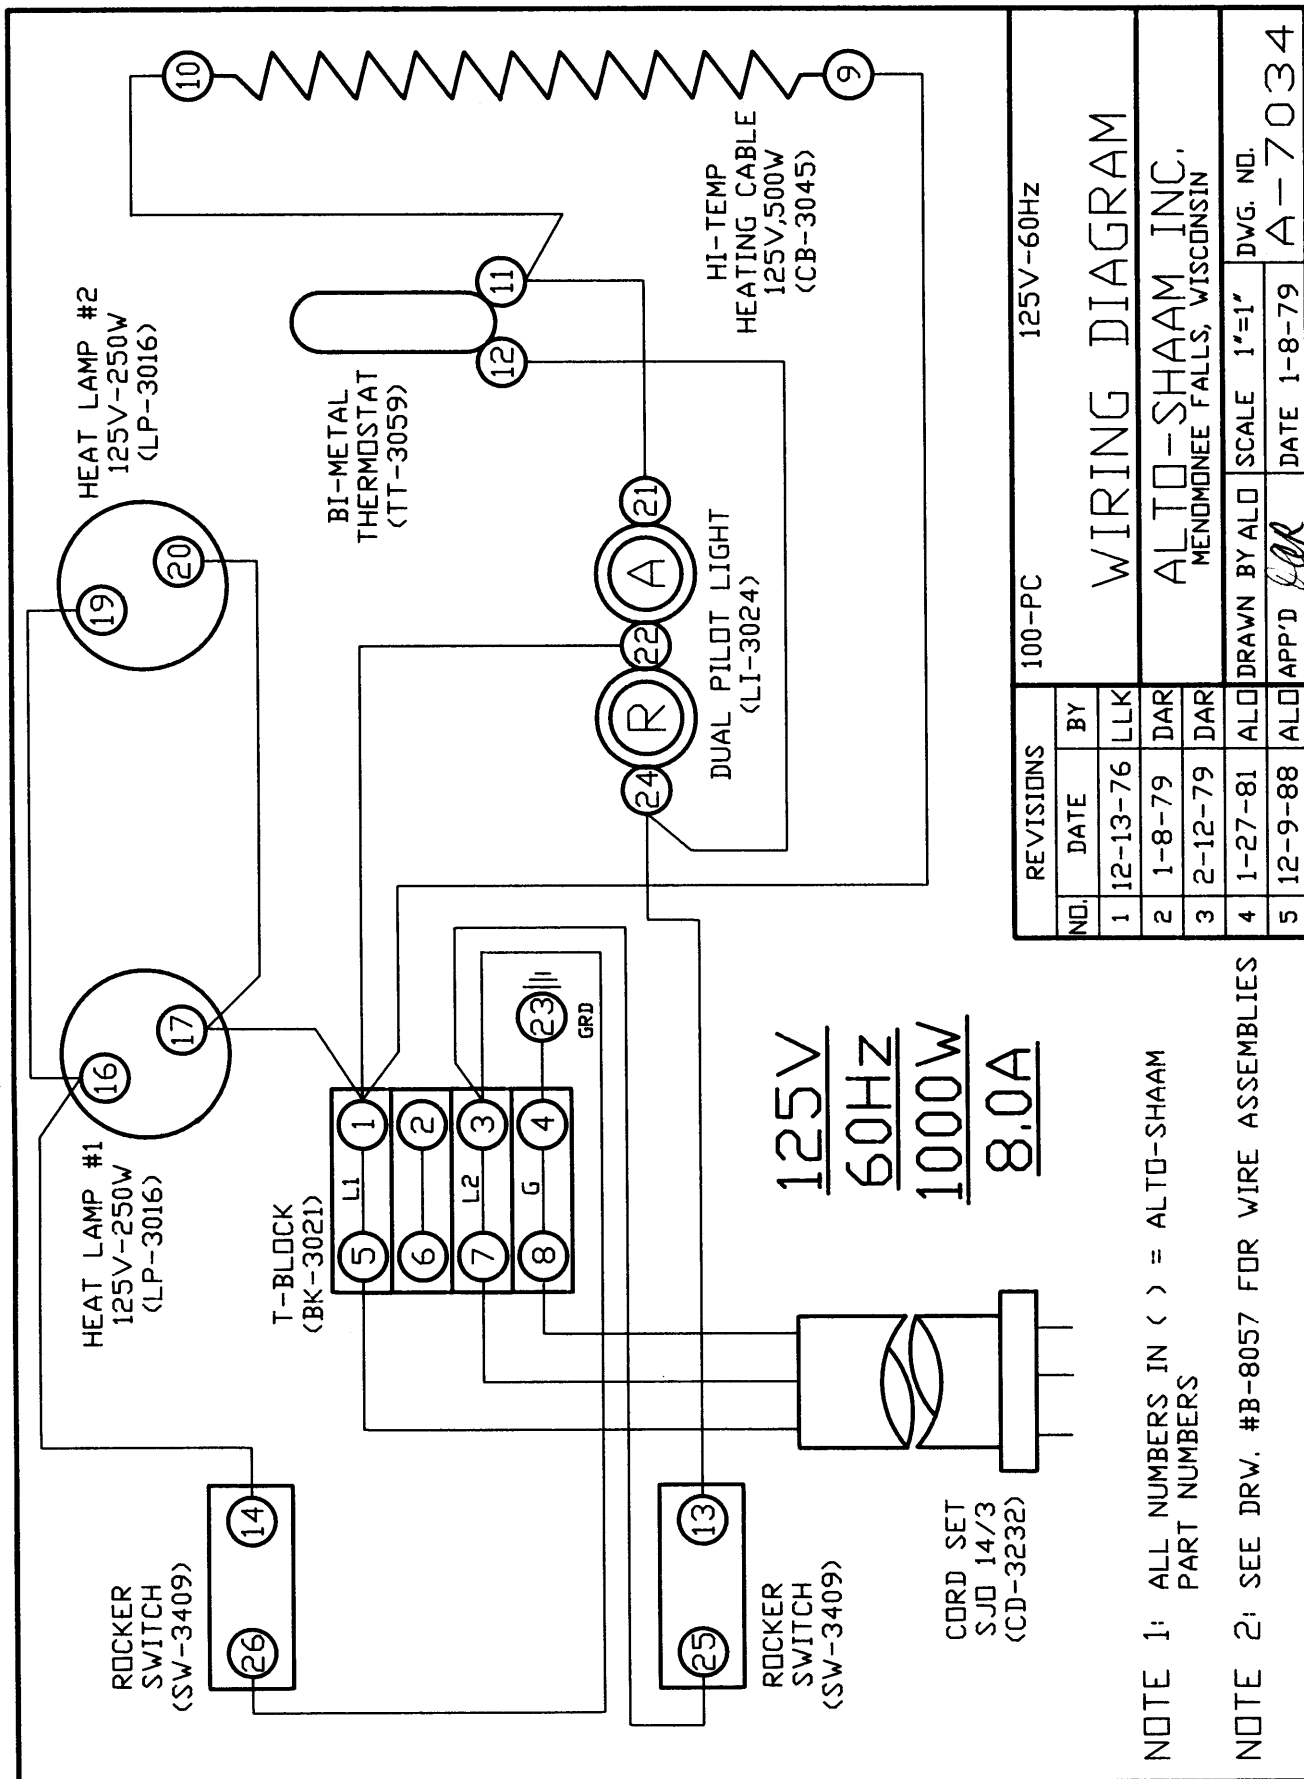 HEAT LAMP #1
125V-250W
(LP-3016)
HEAT LAMP #2
125V-250W
(LP-3016)
16
17
19
20
10
9
ROCKER
SWITCH
(SW-3409)
26
14
T-BLOCK
(BK-3021)
5
L1
1
6
2
7
L2
3
8
G
4
23
GRD
BI-METAL
THERMOSTAT
(TT-3059)
12
11
24
R
22
A
21
DUAL PILOT LIGHT
(LI-3024)
HI-TEMP
HEATING CABLE
125V,500W
(CB-3045)
25
13
ROCKER
SWITCH
(SW-3409)
CORD SET
SJO 14/3
(CD-3232)
125V
60Hz
1000W
8.0A
NOTE 1: ALL NUMBERS IN ( ) = ALTO-SHAAM
PART NUMBERS
NOTE 2: SEE DRW. #B-8057 FOR WIRE ASSEMBLIES
REVISIONS
NO. DATE BY
1 12-13-76 LLK
2 1-8-79 DAR
3 2-12-79 DAR
4 1-27-81 ALO
5 12-9-88 ALO
100-PC 125V-60Hz
WIRING DIAGRAM
ALTO-SHAAM INC.
MENOMONEE FALLS, WISCONSIN
DRAWN BY ALO SCALE 1"=1" DWG. NO.
APP'D DATE 1-8-79 A-7034